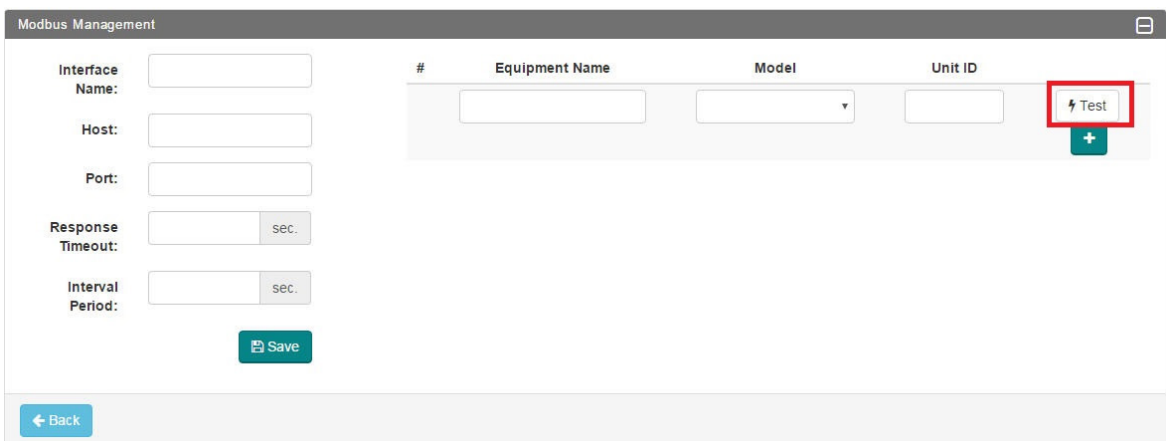 Modbus Management
Interface
Name:
Host:
Port:
Response
Timeout:
sec.
Interval
Period:
sec.
Save
# Equipment Name Model Unit ID
Test
Back